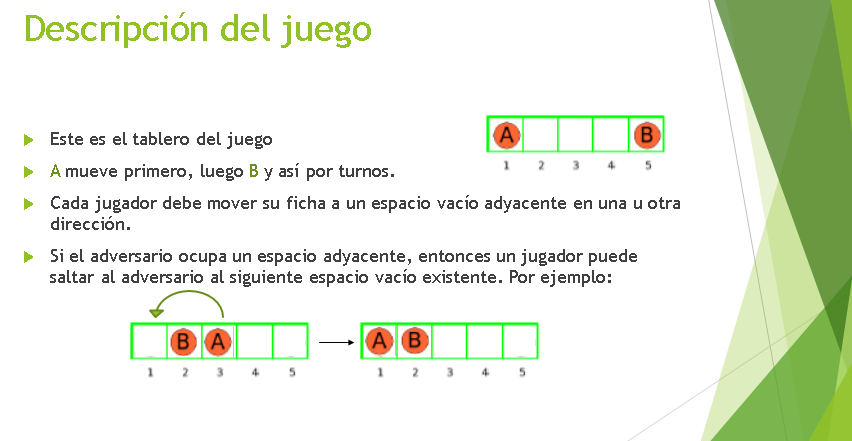 Descripción del juego
Este es el tablero del juego
A mueve primero, luego B y así por turnos.
Cada jugador debe mover su ficha a un espacio vacío adyacente en una u otra
dirección.
Si el adversario ocupa un espacio adyacente, entonces un jugador puede
saltar al adversario al siguiente espacio vacío existente. Por ejemplo:
A B
1 2 3 4 5
B A
1 2 3 4 5
A B
1 2 3 4 5